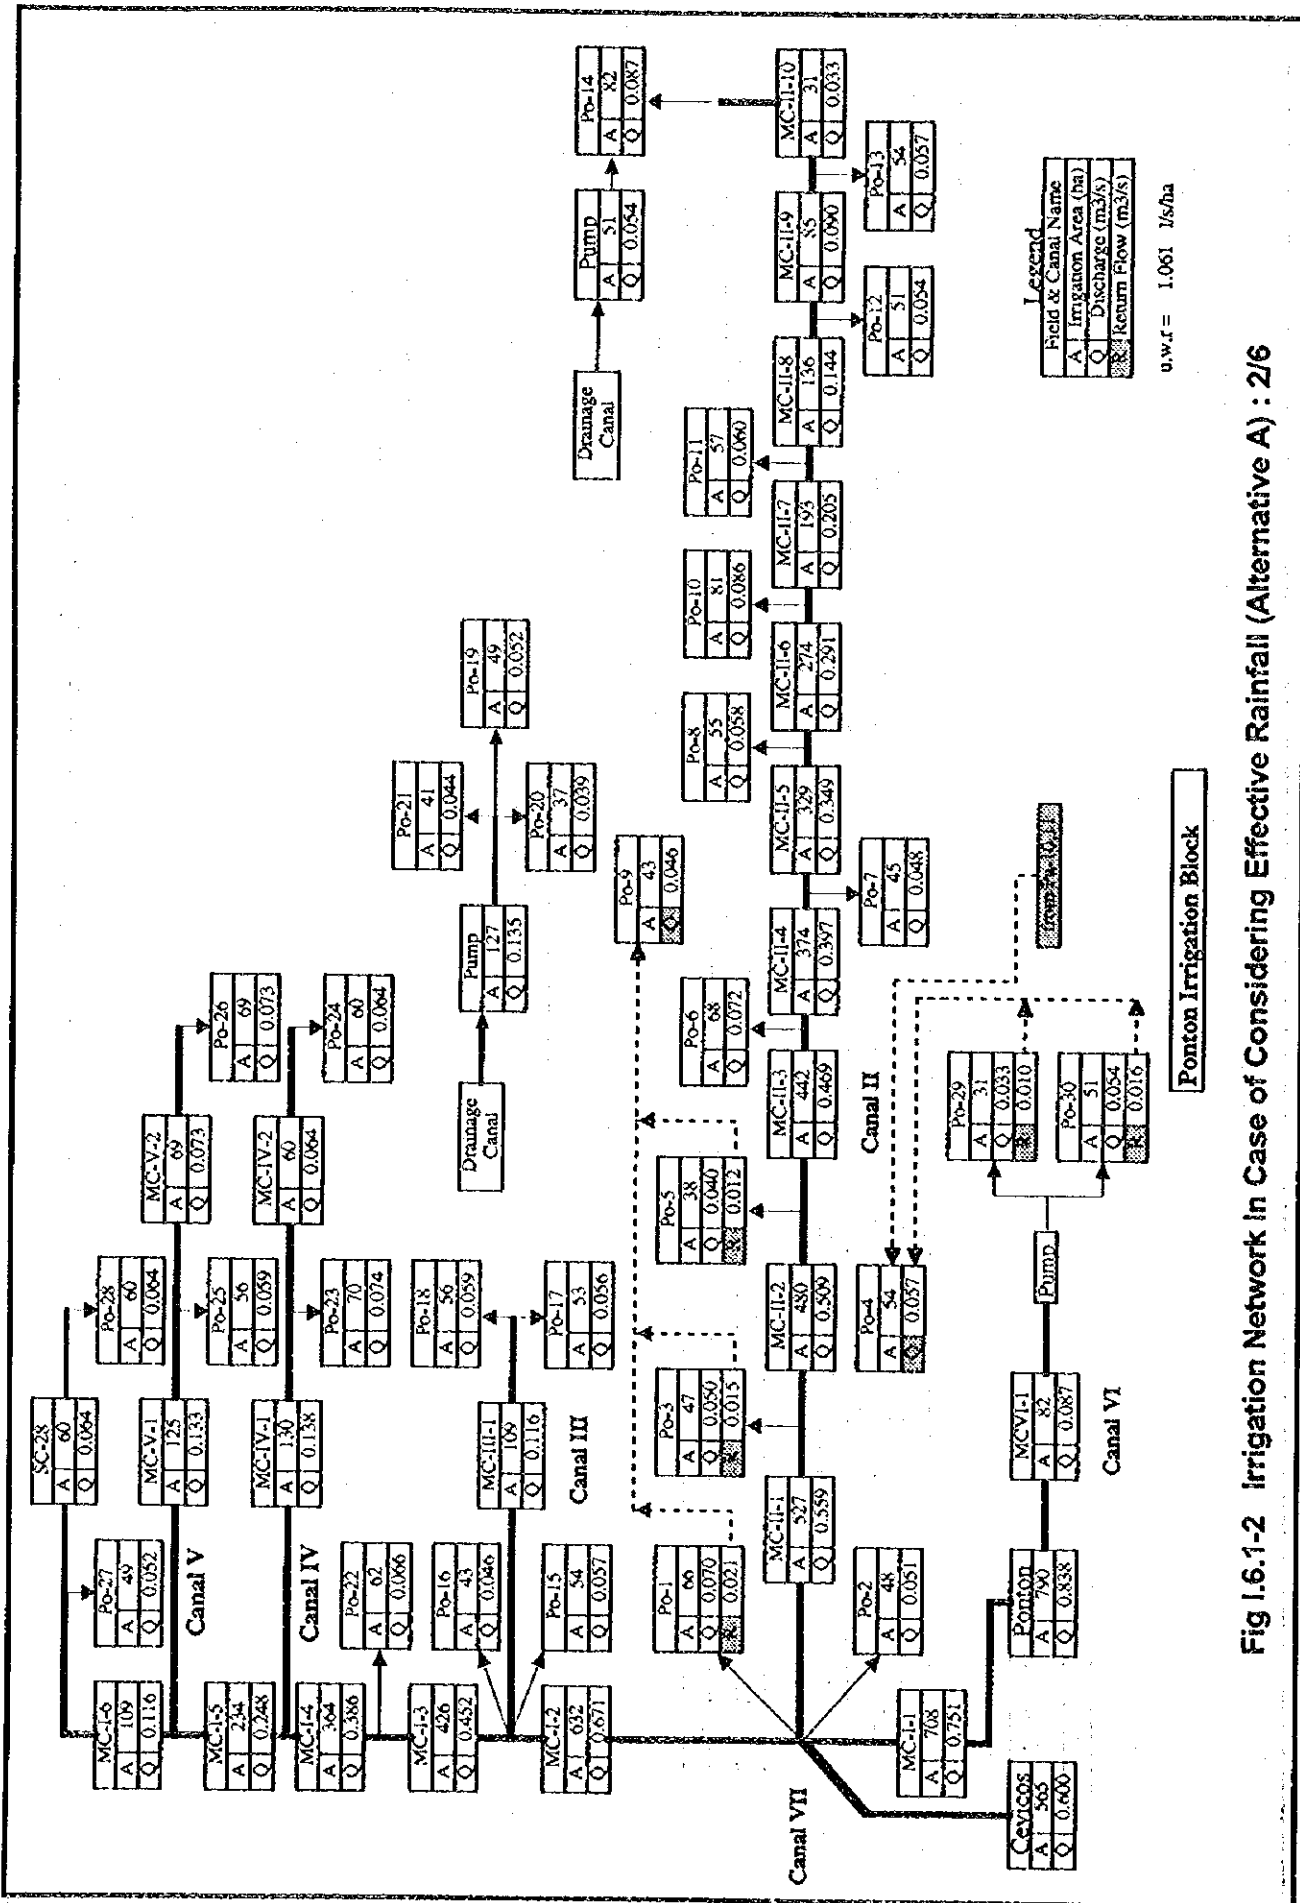 SC-28
A 60
Q 0.064
Po-27
A 49
Q 0.052
Po-28
A 60
Q 0.064
MC-I-6
A 109
Q 0.116
MC-V-1
A 125
Q 0.133
MC-V-2
A 69
Q 0.073
Po-26
A 69
Q 0.073
Canal V
Po-25
A 56
Q 0.059
MC-I-5
A 234
Q 0.248
MC-IV-1
A 130
Q 0.138
MC-IV-2
A 60
Q 0.064
Po-24
A 60
Q 0.064
Canal IV
Po-23
A 70
Q 0.074
MC-I-4
A 364
Q 0.386
Po-22
A 62
Q 0.066
MC-I-3
A 426
Q 0.452
Po-16
A 43
Q 0.046
Po-18
A 56
Q 0.059
MC-III-1
A 109
Q 0.116
Po-17
A 53
Q 0.056
Canal III
Po-15
A 54
Q 0.057
MC-I-2
A 632
Q 0.671
Drainage
Canal
Pump
A 127
Q 0.135
Po-21
A 41
Q 0.044
Po-20
A 37
Q 0.039
Po-19
A 49
Q 0.052
Drainage
Canal
Pump
A 51
Q 0.054
Po-14
A 82
Q 0.087
Po-9
A 43
Q 0.046
Po-1
A 66
Q 0.070
R 0.021
Po-3
A 47
Q 0.050
R 0.015
Po-5
A 38
Q 0.040
R 0.012
Po-6
A 68
Q 0.072
Po-8
A 55
Q 0.058
Po-10
A 81
Q 0.086
Po-11
A 57
Q 0.060
Canal VII
MC-II-1
A 527
Q 0.559
MC-II-2
A 480
Q 0.509
MC-II-3
A 442
Q 0.469
MC-II-4
A 374
Q 0.397
MC-II-5
A 329
Q 0.349
MC-II-6
A 274
Q 0.291
MC-II-7
A 193
Q 0.205
MC-II-8
A 136
Q 0.144
MC-II-9
A 85
Q 0.090
MC-II-10
A 31
Q 0.033
Po-2
A 48
Q 0.051
Po-4
A 54
Q 0.057
Canal II
Po-7
A 45
Q 0.048
Po-12
A 51
Q 0.054
Po-13
A 54
Q 0.057
MC-I-1
A 708
Q 0.751
Cevicos
A 565
Q 0.600
Ponton
A 790
Q 0.838
MCVI-1
A 82
Q 0.087
Canal VI
Pump
Po-29
A 31
Q 0.033
R 0.010
Po-30
A 51
Q 0.054
R 0.016
Legend
Field & Canal Name
A Irrigation Area (ha)
Q Discharge (m3/s)
R Return Flow (m3/s)
u.w.r = 1.061 l/s/ha
Ponton Irrigation Block
Fig I.6.1-2 Irrigation Network in Case of Considering Effective Rainfall (Alternative A) : 2/6